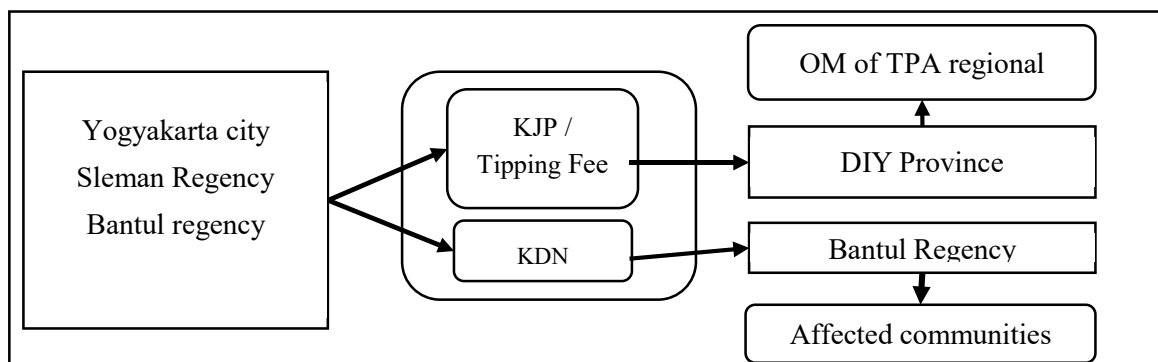 Yogyakarta city
Sleman Regency
Bantul regency
KJP /
Tipping Fee
KDN
OM of TPA regional
DIY Province
Bantul Regency
Affected communities